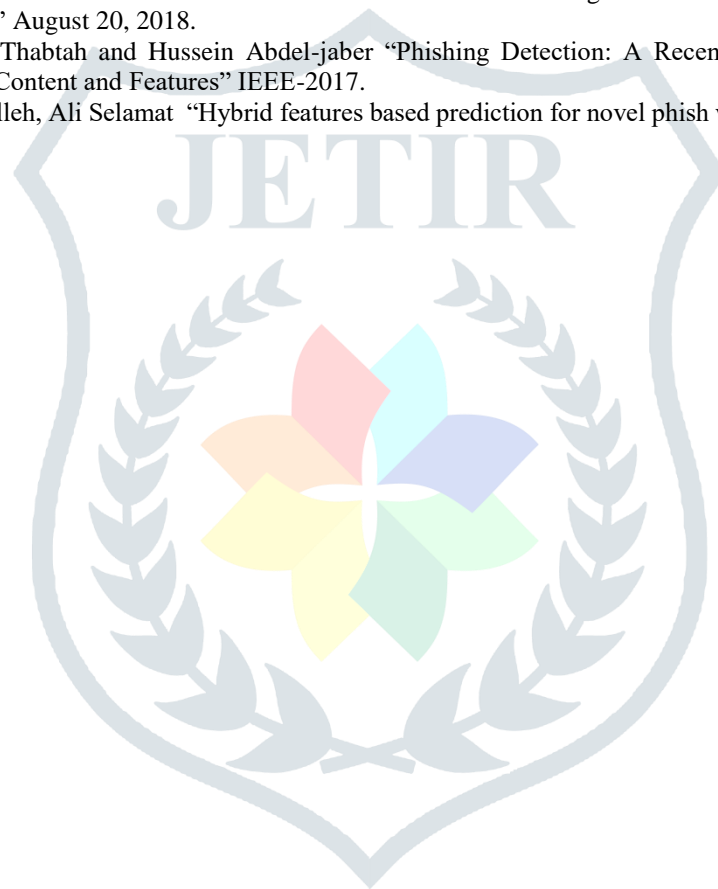 ” August 20, 2018.
Thabtah and Hussein Abdel-jaber “Phishing Detection: A Recen
Content and Features” IEEE-2017.
lleh, Ali Selamat “Hybrid features based prediction for novel phish
JETIR